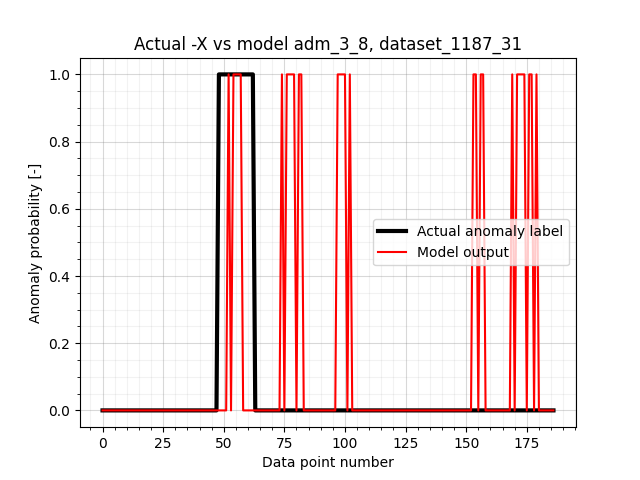 Actual -X vs model adm_3_8, dataset_1187_31
1.0
0.8
0.6
0.4
0.2
0.0
Anomaly probability [-]
Actual anomaly label
Model output
0 25 50 75 100 125 150 175
Data point number